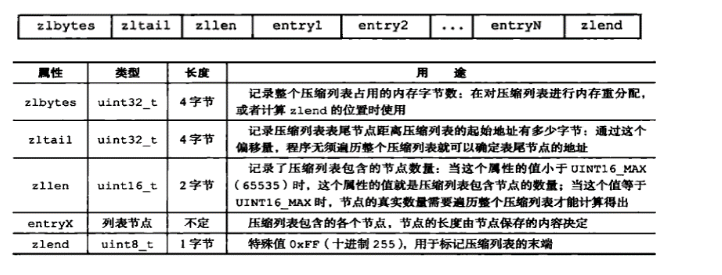 zlbytes zltail zllen entry1 entry2 ... entryN zlend
属性 类型 长度 用 途
zlbytes uint32_t 4字节 记录整个压缩列表占用的内存字节数：在对压缩列表进行内存重分配，
或者计算 zlend 的位置时使用
zltail uint32_t 4字节 记录压缩列表表尾节点距离压缩列表的起始地址有多少字节：通过这个
偏移量，程序无须遍历整个压缩列表就可以确定表尾节点的地址
zllen uint16_t 2字节 记录了压缩列表包含的节点数量：当这个属性的值小于 UINT16_MAX
（65535）时，这个属性的值就是压缩列表包含节点的数量；当这个值等于
UINT16_MAX 时，节点的真实数量需要遍历整个压缩列表才能计算得出
entryX 列表节点 不定 压缩列表包含的各个节点，节点的长度由节点保存的内容决定
zlend uint8_t 1字节 特殊值 0xFF（十进制 255），用于标记压缩列表的末端